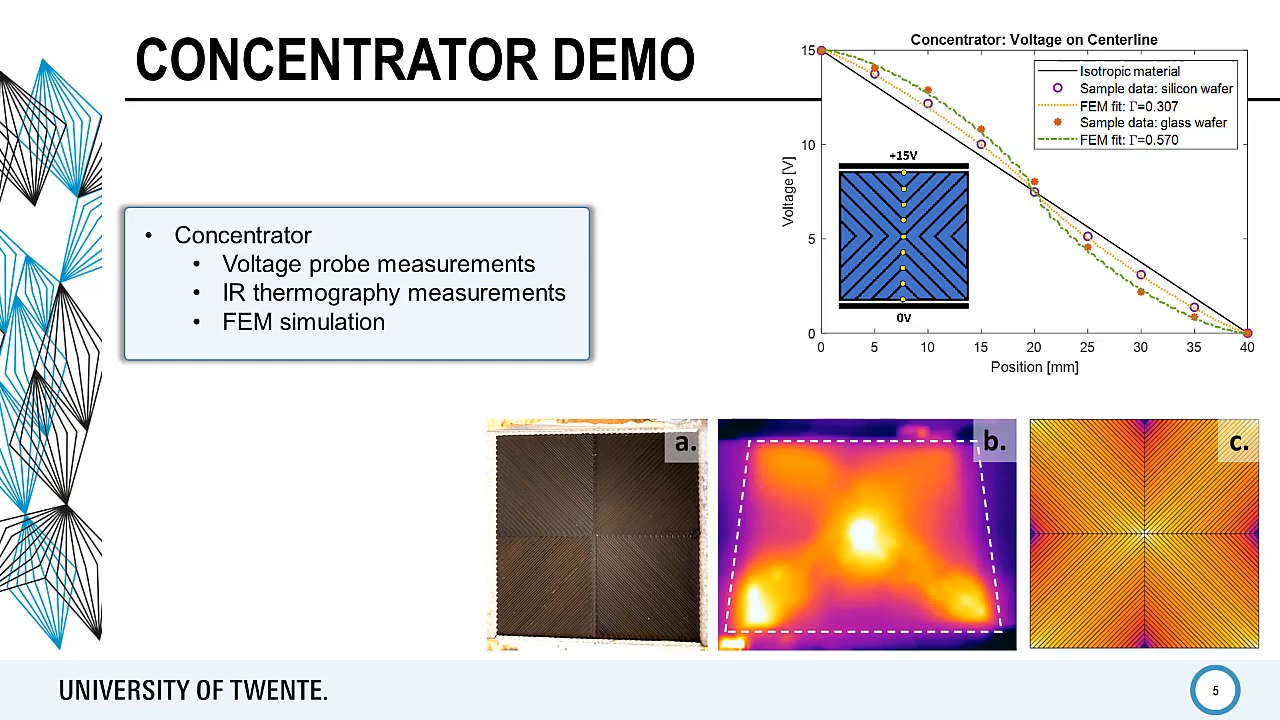 CONCENTRATOR DEMO
• Concentrator
• Voltage probe measurements
• IR thermography measurements
• FEM simulation
Concentrator: Voltage on Centerline
Isotropic material
Sample data: silicon wafer
FEM fit: Γ=0.307
Sample data: glass wafer
FEM fit: Γ=0.570
Voltage [V]
15
10
5
0
+15V
0V
0 5 10 15 20 25 30 35 40
Position [mm]
a. b. c.
UNIVERSITY OF TWENTE.
5